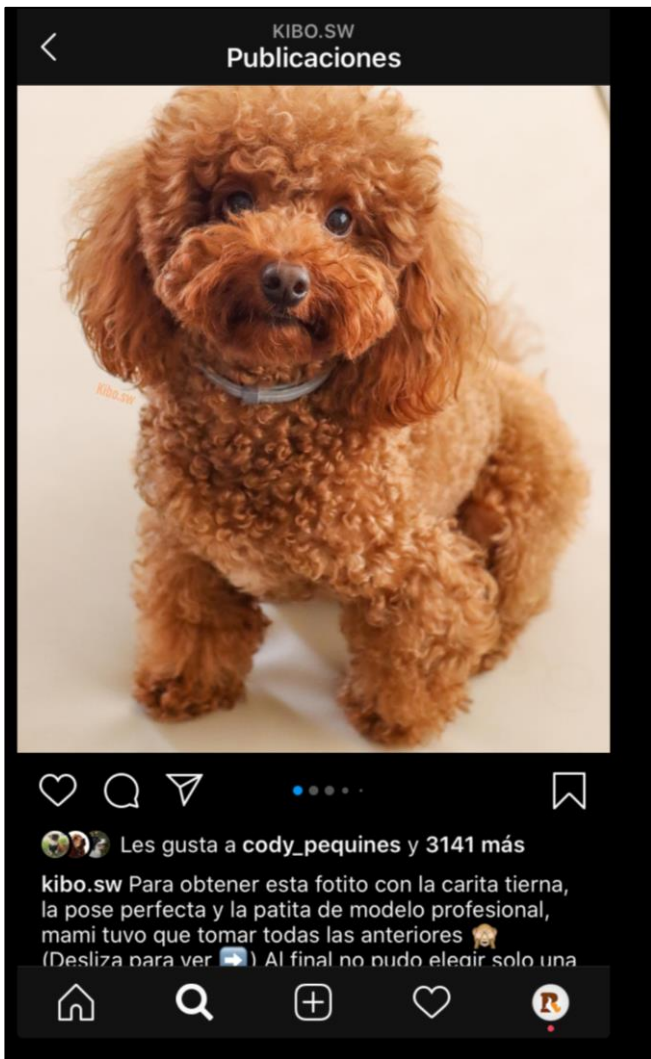 KIBO.SW
Publicaciones
Kibo.sw
Les gusta a cody_pequines y 3141 más
kibo.sw Para obtener esta fotito con la carita tierna,
la pose perfecta y la patita de modelo profesional,
mami tuvo que tomar todas las anteriores 🙈
(Desliza para ver ➡️) Al final no pudo elegir solo una